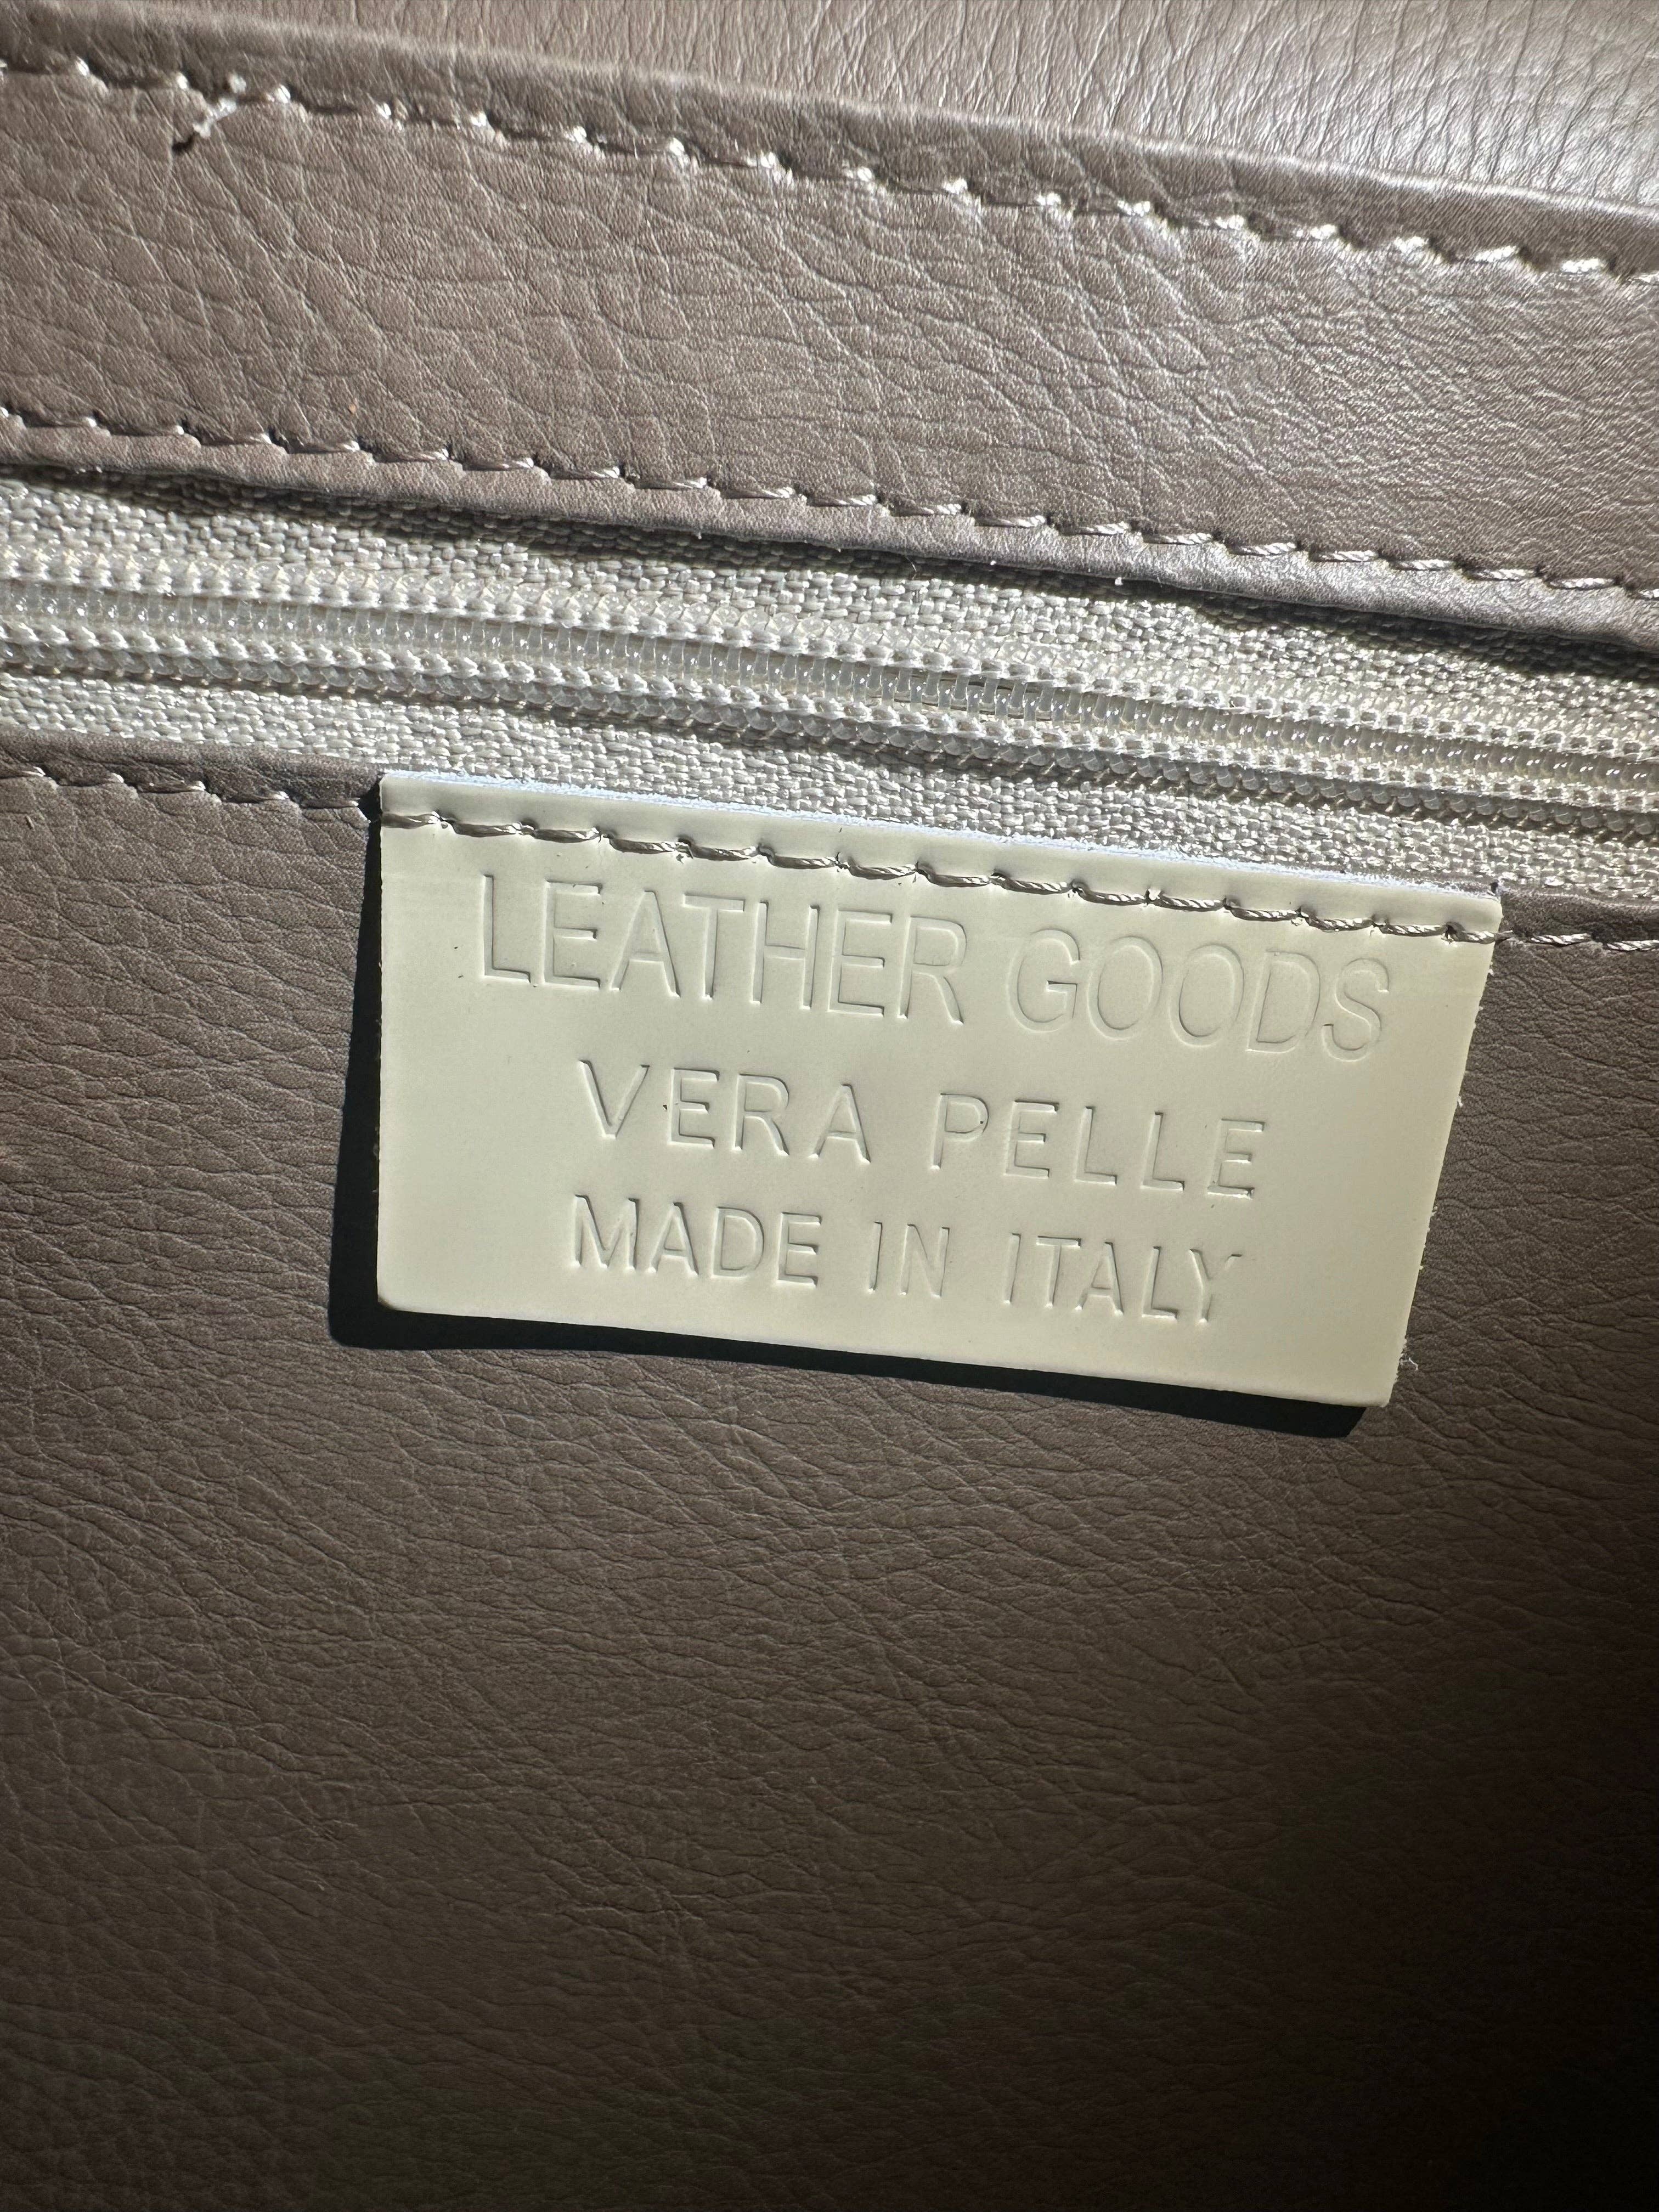 LEATHER GOODS
VERA PELLE
MADE IN ITALY